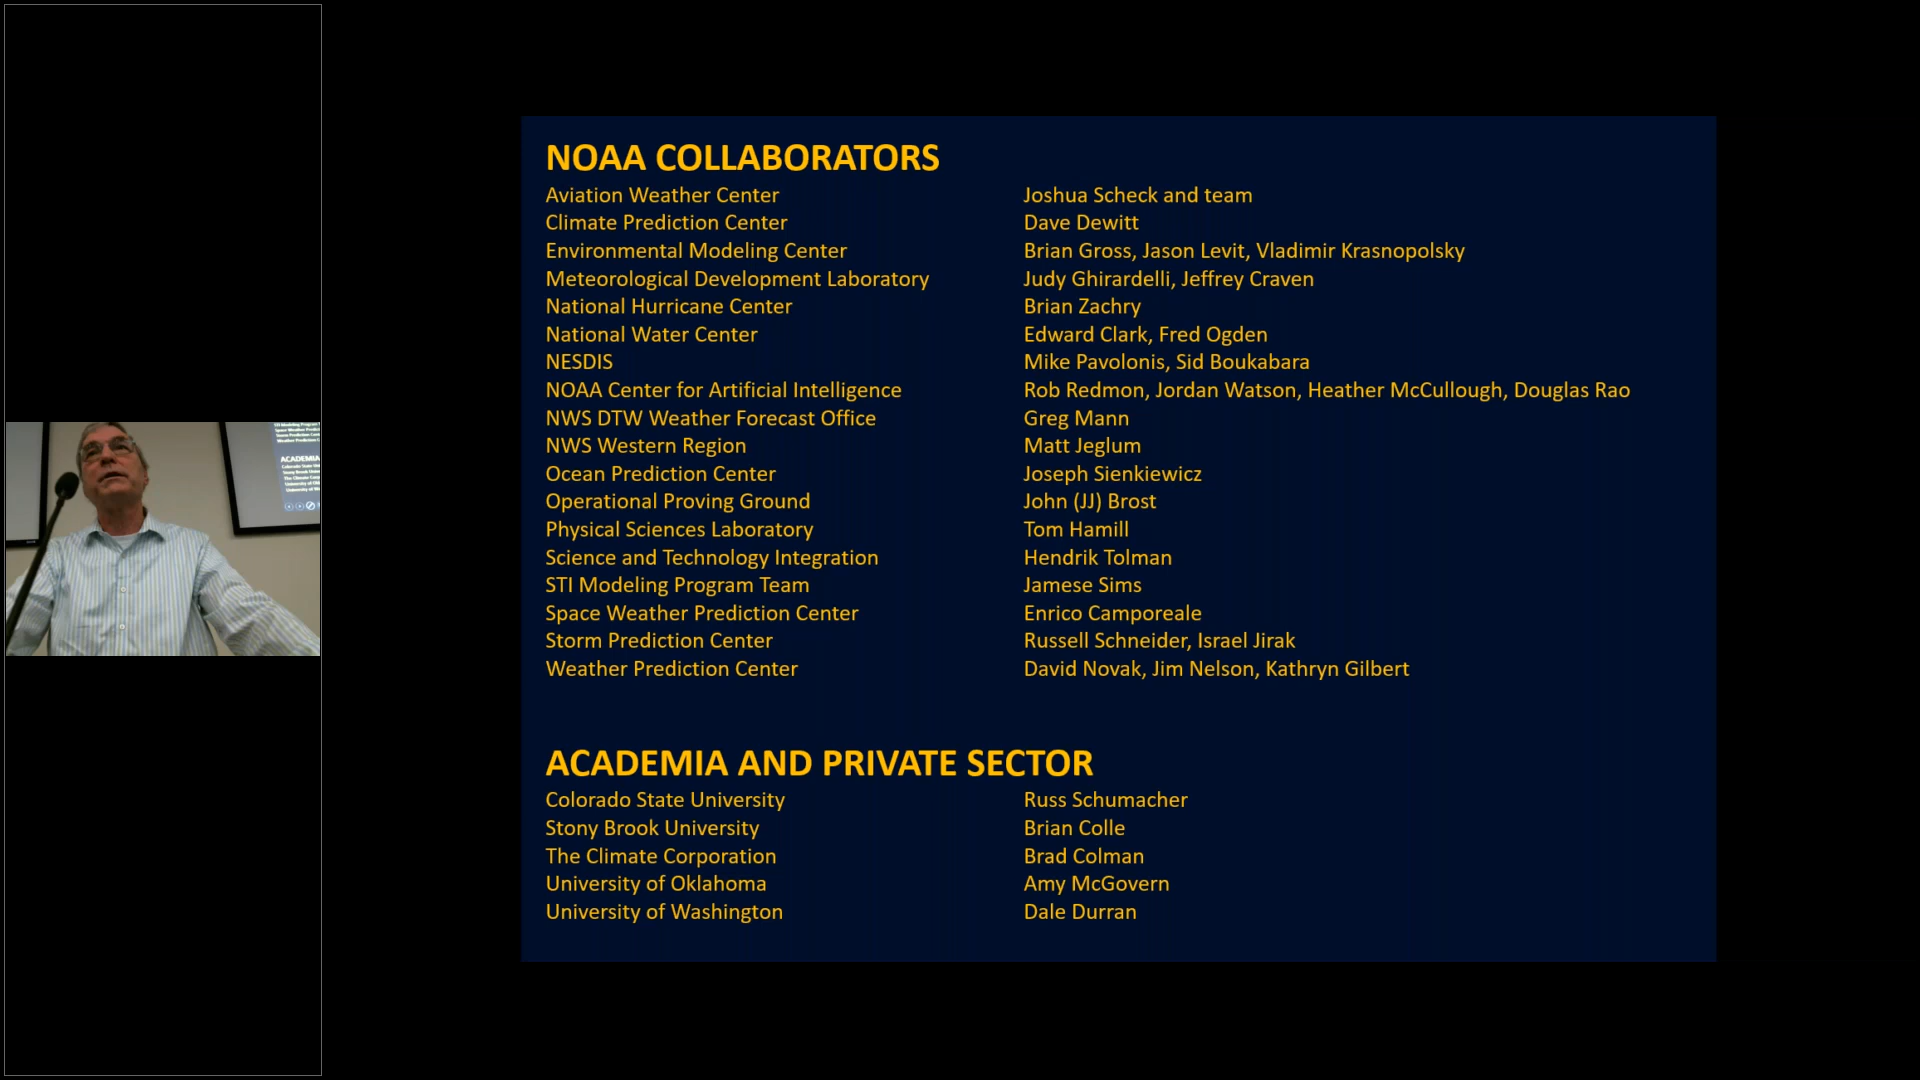 NOAA COLLABORATORS
Aviation Weather Center Joshua Scheck and team
Climate Prediction Center Dave Dewitt
Environmental Modeling Center Brian Gross, Jason Levit, Vladimir Krasnopolsky
Meteorological Development Laboratory Judy Ghirardelli, Jeffrey Craven
National Hurricane Center Brian Zachry
National Water Center Edward Clark, Fred Ogden
NESDIS Mike Pavolonis, Sid Boukabara
NOAA Center for Artificial Intelligence Rob Redmon, Jordan Watson, Heather McCullough, Douglas Rao
NWS DTW Weather Forecast Office Greg Mann
NWS Western Region Matt Jeglum
Ocean Prediction Center Joseph Sienkiewicz
Operational Proving Ground John (JJ) Brost
Physical Sciences Laboratory Tom Hamill
Science and Technology Integration Hendrik Tolman
STI Modeling Program Team Jamese Sims
Space Weather Prediction Center Enrico Camporeale
Storm Prediction Center Russell Schneider, Israel Jirak
Weather Prediction Center David Novak, Jim Nelson, Kathryn Gilbert
ACADEMIA AND PRIVATE SECTOR
Colorado State University Russ Schumacher
Stony Brook University Brian Colle
The Climate Corporation Brad Colman
University of Oklahoma Amy McGovern
University of Washington Dale Durran